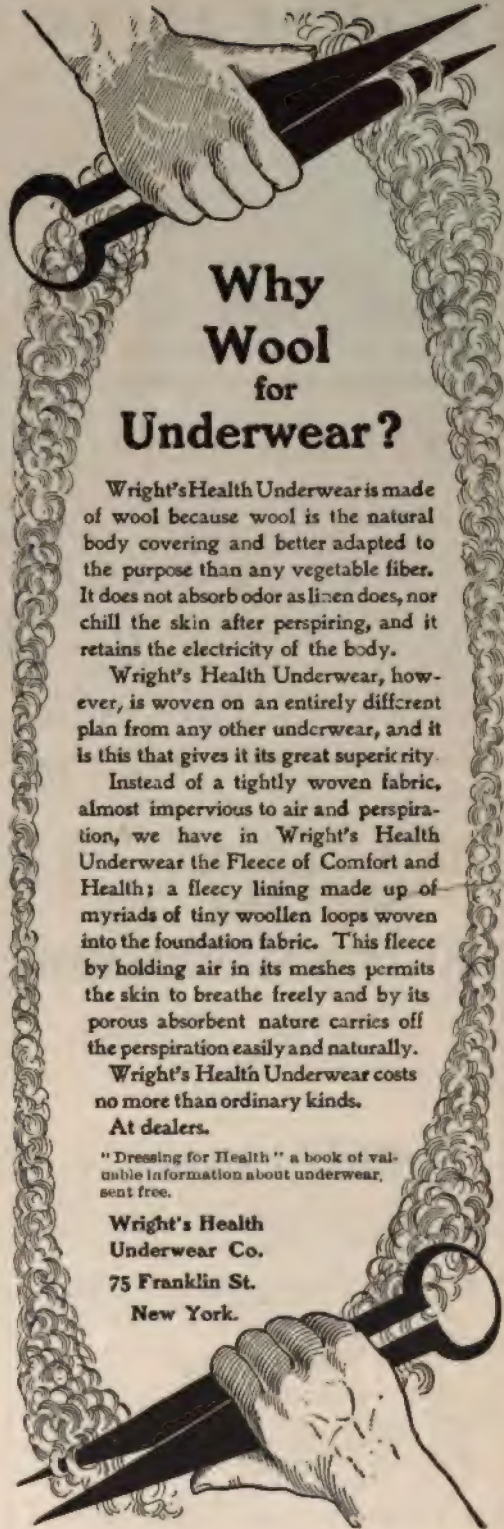 Why
Wool
for
Underwear?
Wright's Health Underwear is made
of wool because wool is the natural
body covering and better adapted to
the purpose than any vegetable fiber.
It does not absorb odor as linen does, nor
chill the skin after perspiring, and it
retains the electricity of the body.
Wright's Health Underwear, how-
ever, is woven on an entirely different
plan from any other underwear, and it
is this that gives it its great superiority.
Instead of a tightly woven fabric,
almost impervious to air and perspira-
tion, we have in Wright's Health
Underwear the Fleece of Comfort and
Health; a fleecy lining made up of
myriads of tiny woollen loops woven
into the foundation fabric. This fleece
by holding air in its meshes permits
the skin to breathe freely and by its
porous absorbent nature carries off
the perspiration easily and naturally.
Wright's Health Underwear costs
no more than ordinary kinds.
At dealers.
"Dressing for Health" a book of val-
uable information about underwear,
sent free.
Wright's Health
Underwear Co.
75 Franklin St.
New York.